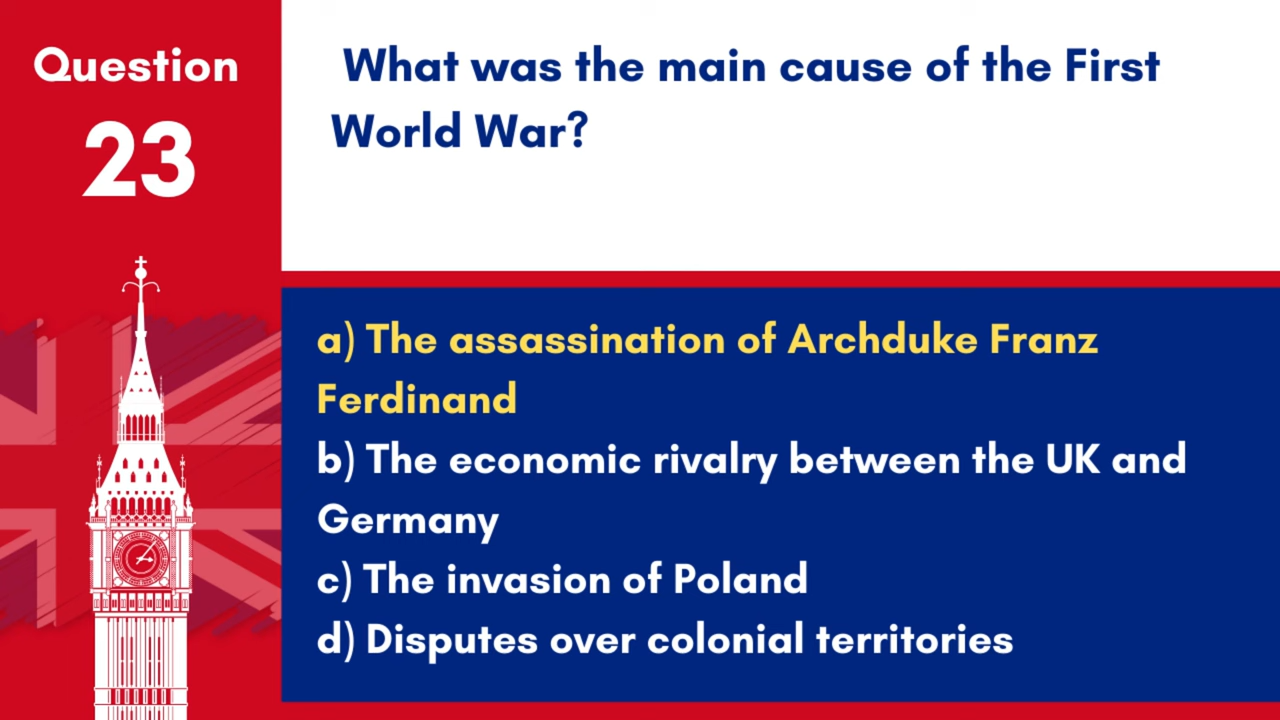 Question
23
What was the main cause of the First
World War?
a) The assassination of Archduke Franz
Ferdinand
b) The economic rivalry between the UK and
Germany
c) The invasion of Poland
d) Disputes over colonial territories